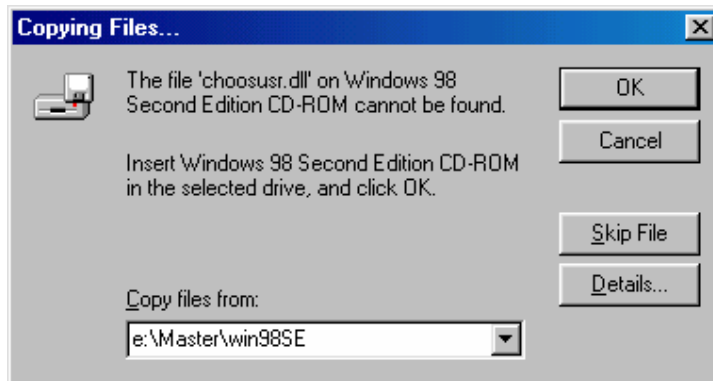 Copying Files...
The file 'choosusr.dll' on Windows 98
Second Edition CD-ROM cannot be found.
Insert Windows 98 Second Edition CD-ROM
in the selected drive, and click OK.
Copy files from:
e:\Master\win98SE
OK
Cancel
Skip File
Details...